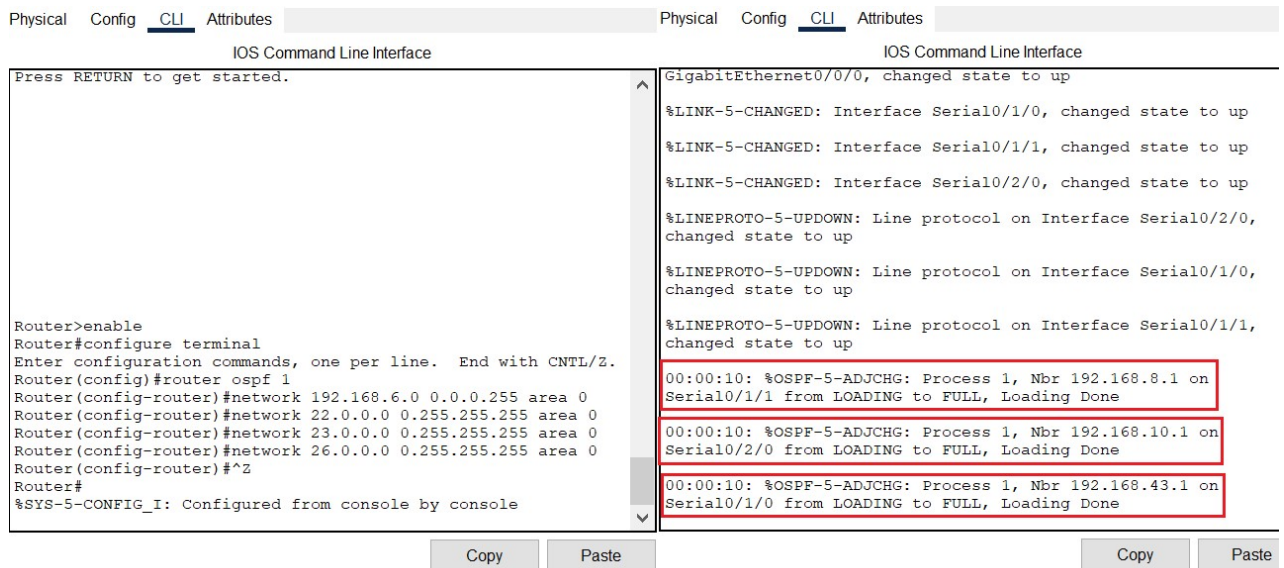 Physical Config CLI Attributes
IOS Command Line Interface
Press RETURN to get started.
Router>enable
Router#configure terminal
Enter configuration commands, one per line.  End with CNTL/Z.
Router(config)#router ospf 1
Router(config-router)#network 192.168.6.0 0.0.0.255 area 0
Router(config-router)#network 22.0.0.0 0.255.255.255 area 0
Router(config-router)#network 23.0.0.0 0.255.255.255 area 0
Router(config-router)#network 26.0.0.0 0.255.255.255 area 0
Router(config-router)#^Z
Router#
%SYS-5-CONFIG_I: Configured from console by console
Copy Paste
Physical Config CLI Attributes
IOS Command Line Interface
GigabitEthernet0/0/0, changed state to up
%LINK-5-CHANGED: Interface Serial0/1/0, changed state to up
%LINK-5-CHANGED: Interface Serial0/1/1, changed state to up
%LINK-5-CHANGED: Interface Serial0/2/0, changed state to up
%LINEPROTO-5-UPDOWN: Line protocol on Interface Serial0/2/0,
changed state to up
%LINEPROTO-5-UPDOWN: Line protocol on Interface Serial0/1/0,
changed state to up
%LINEPROTO-5-UPDOWN: Line protocol on Interface Serial0/1/1,
changed state to up
00:00:10: %OSPF-5-ADJCHG: Process 1, Nbr 192.168.8.1 on
Serial0/1/1 from LOADING to FULL, Loading Done
00:00:10: %OSPF-5-ADJCHG: Process 1, Nbr 192.168.10.1 on
Serial0/2/0 from LOADING to FULL, Loading Done
00:00:10: %OSPF-5-ADJCHG: Process 1, Nbr 192.168.43.1 on
Serial0/1/0 from LOADING to FULL, Loading Done
Copy Paste